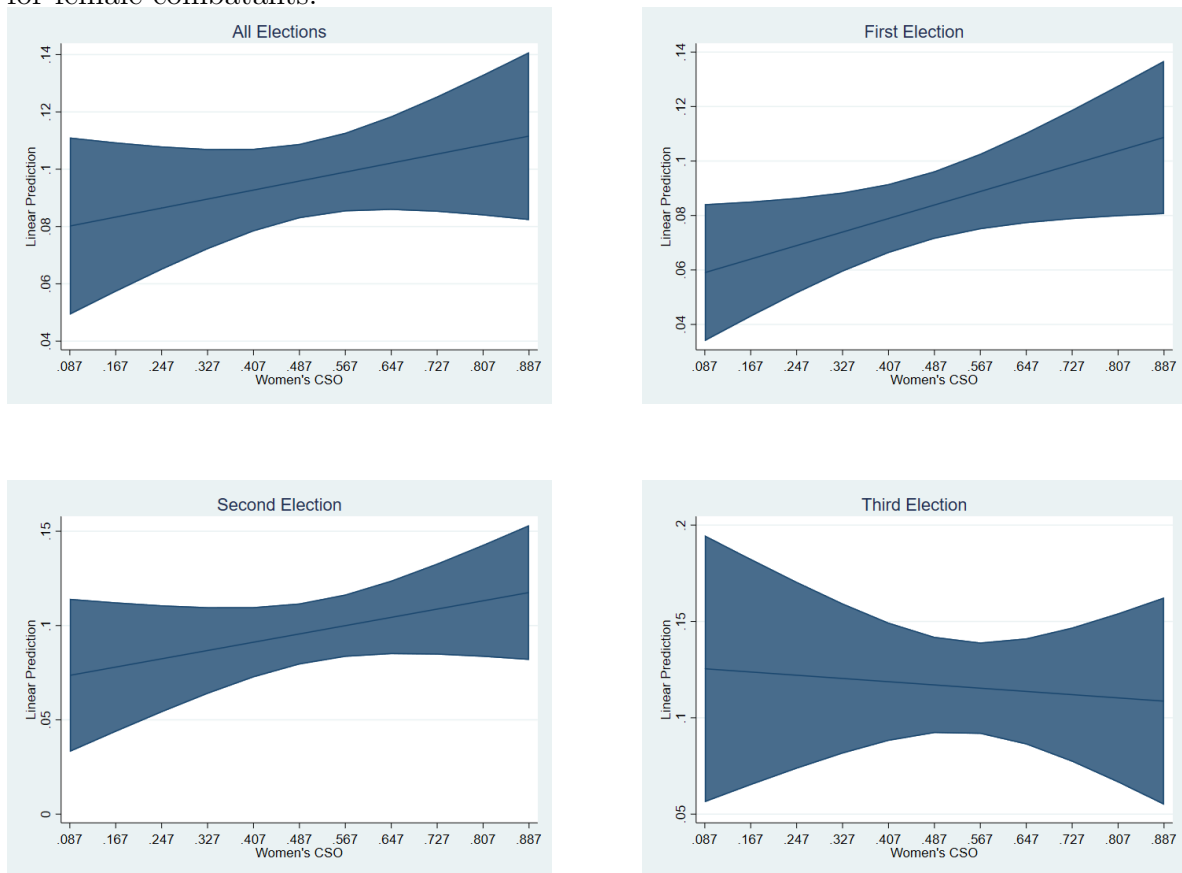 for female combatants.
All Elections
Linear Prediction
.14
.12
.1
.08
.06
.04
.087 .167 .247 .327 .407 .487 .567 .647 .727 .807 .887
Women's CSO
First Election
Linear Prediction
.14
.12
.1
.08
.06
.04
.087 .167 .247 .327 .407 .487 .567 .647 .727 .807 .887
Women's CSO
Second Election
Linear Prediction
.15
.1
.05
0
.087 .167 .247 .327 .407 .487 .567 .647 .727 .807 .887
Women's CSO
Third Election
Linear Prediction
.2
.15
.1
.05
.087 .167 .247 .327 .407 .487 .567 .647 .727 .807 .887
Women's CSO